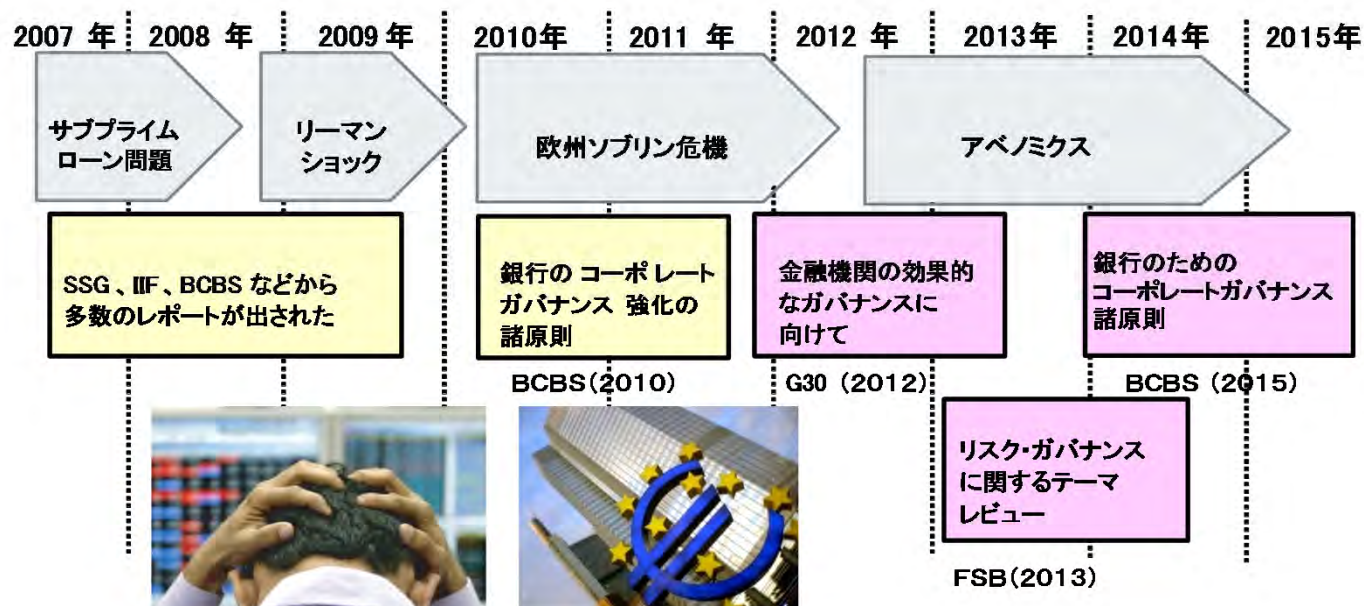 2007 年 2008 年 2009 年 2010年 2011 年 2012 年 2013年 2014年 2015年
サブプライム
ローン問題
リーマン
ショック
欧州ソブリン危機
アベノミクス
SSG 、IIF、BCBS などから
多数のレポートが出された
銀行の コーポ レート
ガバナンス 強化の
諸原則
金融機関の効果的
なガバナンスに
向けて
銀行のための
コーポレートガバナンス
諸原則
BCBS(2010)
G30 (2012)
BCBS (2015)
リスク・ガバナンス
に関するテーマ
レビュー
FSB(2013)